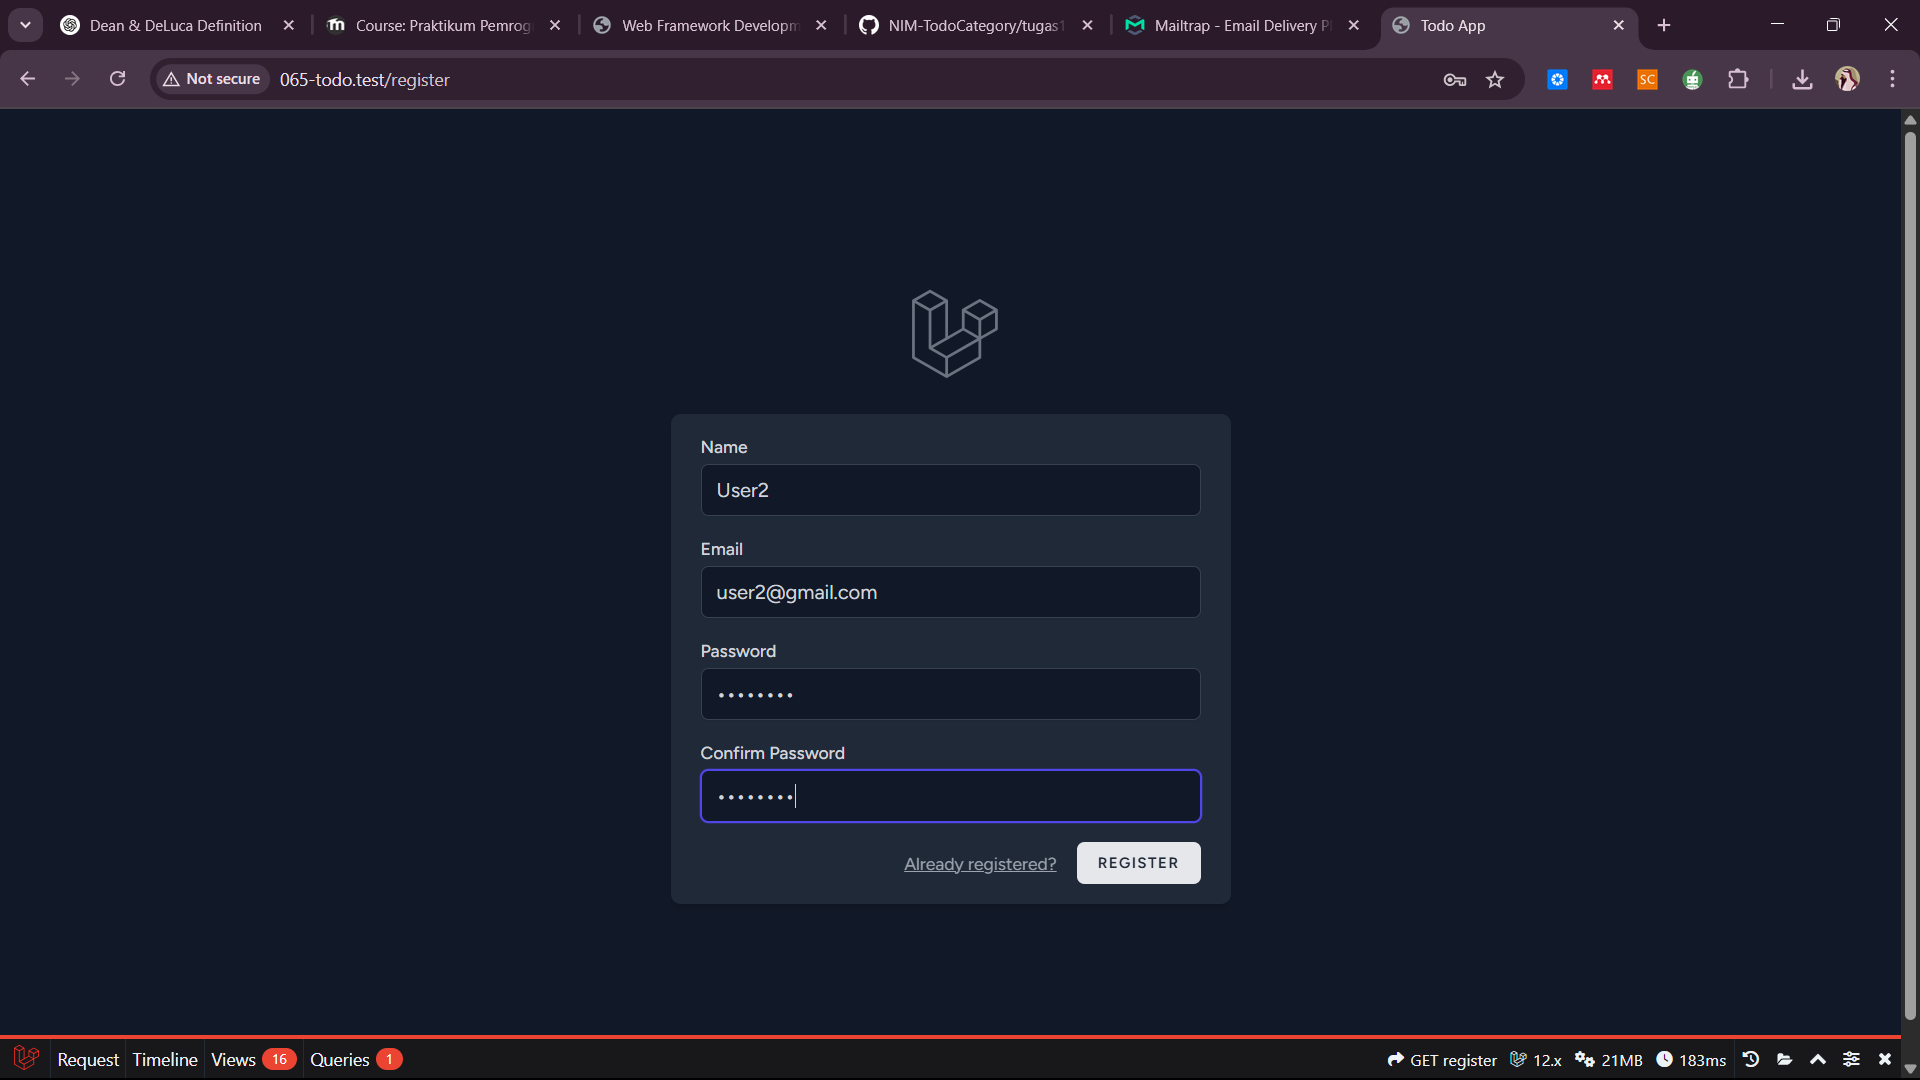 Dean & DeLuca Definition
Course: Praktikum Pemrog
Web Framework Developm
NIM-TodoCategory/tugas1
Mailtrap - Email Delivery Pl
Todo App
Not secure
065-todo.test/register
SC
Name
User2
Email
user2@gmail.com
Password
••••••••
Confirm Password
••••••••
Already registered?
REGISTER
Request
Timeline
Views 16
Queries 1
GET register
12.x
21MB
183ms